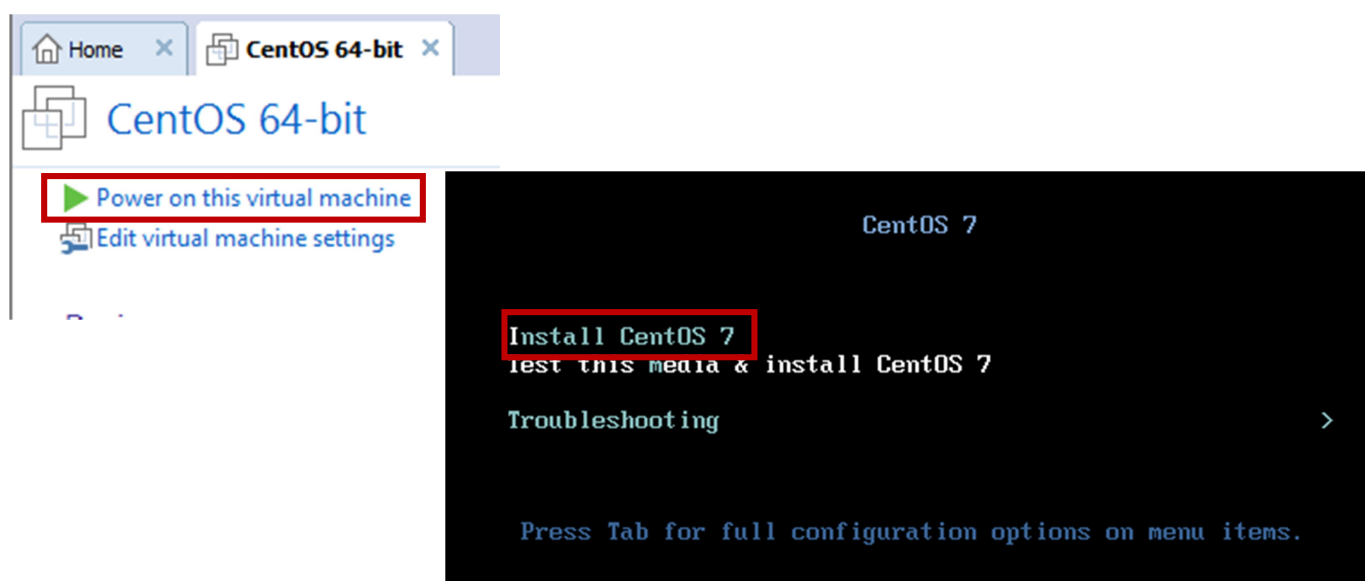 Home
CentOS 64-bit
CentOS 64-bit
Power on this virtual machine
Edit virtual machine settings
CentOS 7
Install CentOS 7
Test this media & install CentOS 7
Troubleshooting >
Press Tab for full configuration options on menu items.